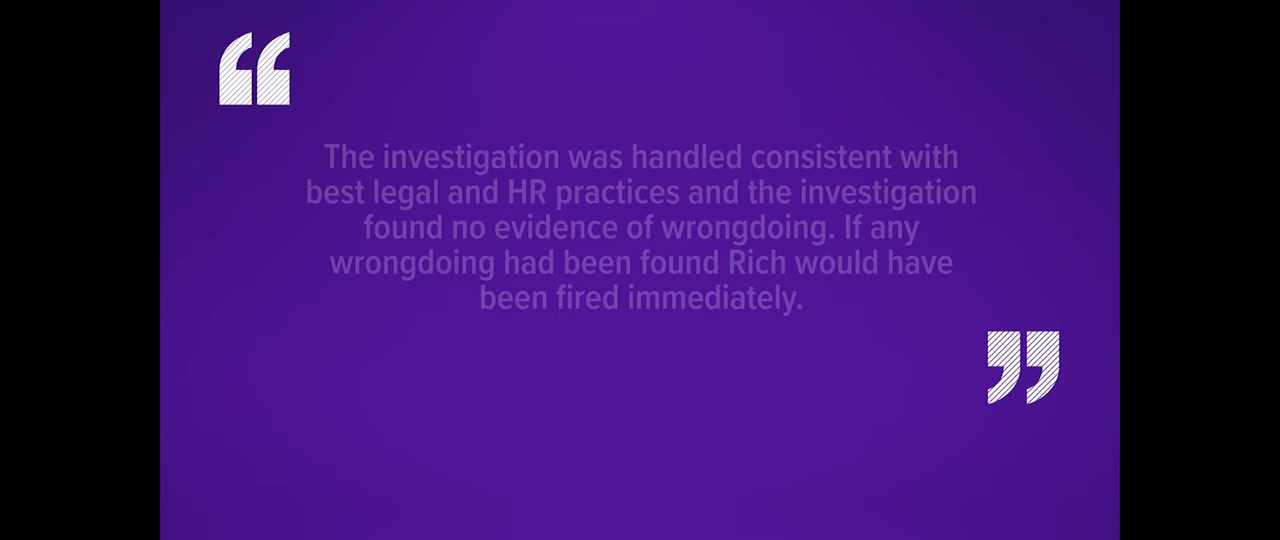 “
The investigation was handled consistent with
best legal and HR practices and the investigation
found no evidence of wrongdoing. If any
wrongdoing had been found Rich would have
been fired immediately.
”